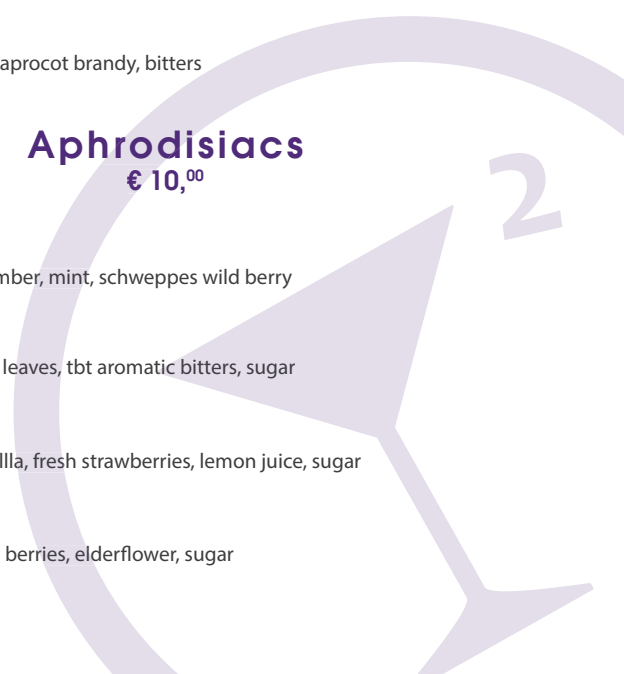 aprocot brandy, bitters
Aphrodisiacs
€ 10,00
2
mber, mint, schweppes wild berry
leaves, tbt aromatic bitters, sugar
llla, fresh strawberries, lemon juice, sugar
berries, elderflower, sugar